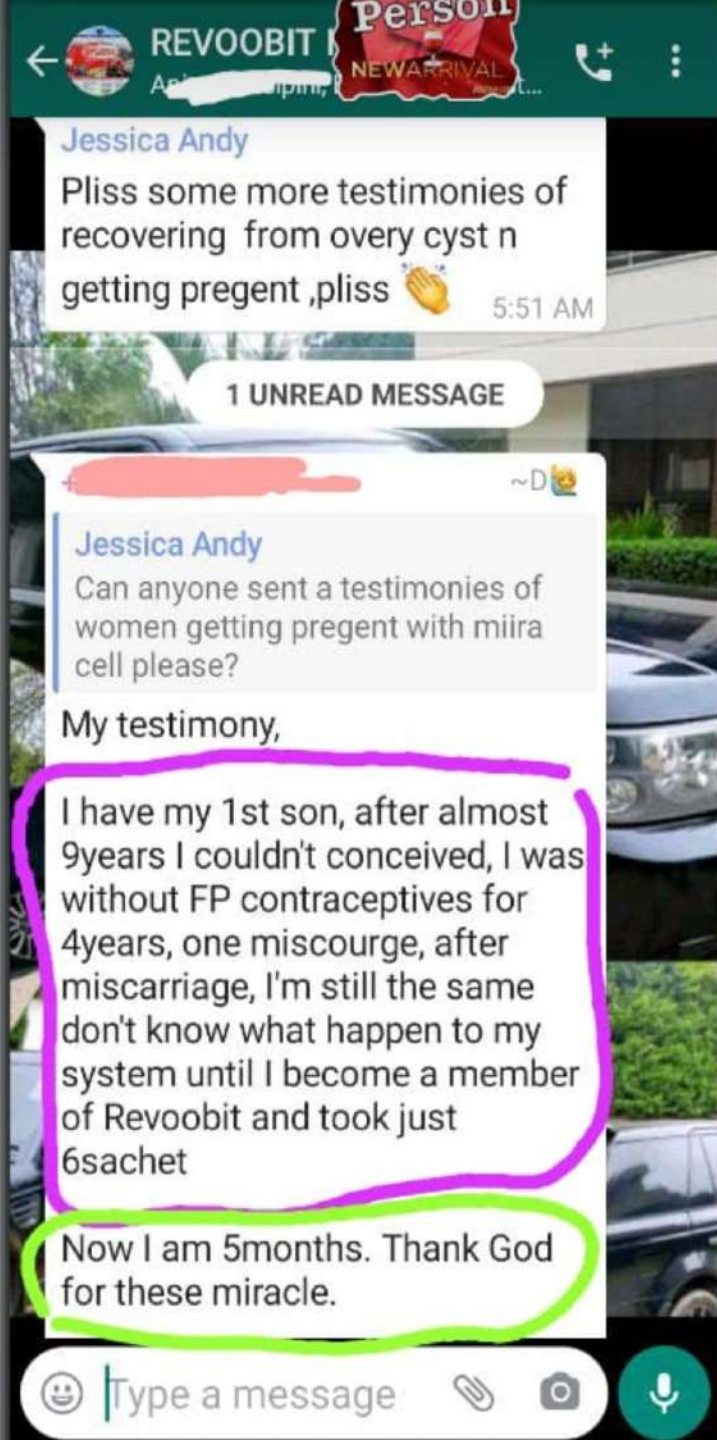 Person
REVOOBIT
NEWARRIVAL
Jessica Andy
Pliss some more testimonies of
recovering from overy cyst n
getting pregent ,pliss 👏
5:51 AM
1 UNREAD MESSAGE
~D🙋
Jessica Andy
Can anyone sent a testimonies of
women getting pregent with miira
cell please?
My testimony,
I have my 1st son, after almost
9years I couldn't conceived, I was
without FP contraceptives for
4years, one miscourge, after
miscarriage, I'm still the same
don't know what happen to my
system until I become a member
of Revoobit and took just
6sachet
Now I am 5months. Thank God
for these miracle.
Type a message